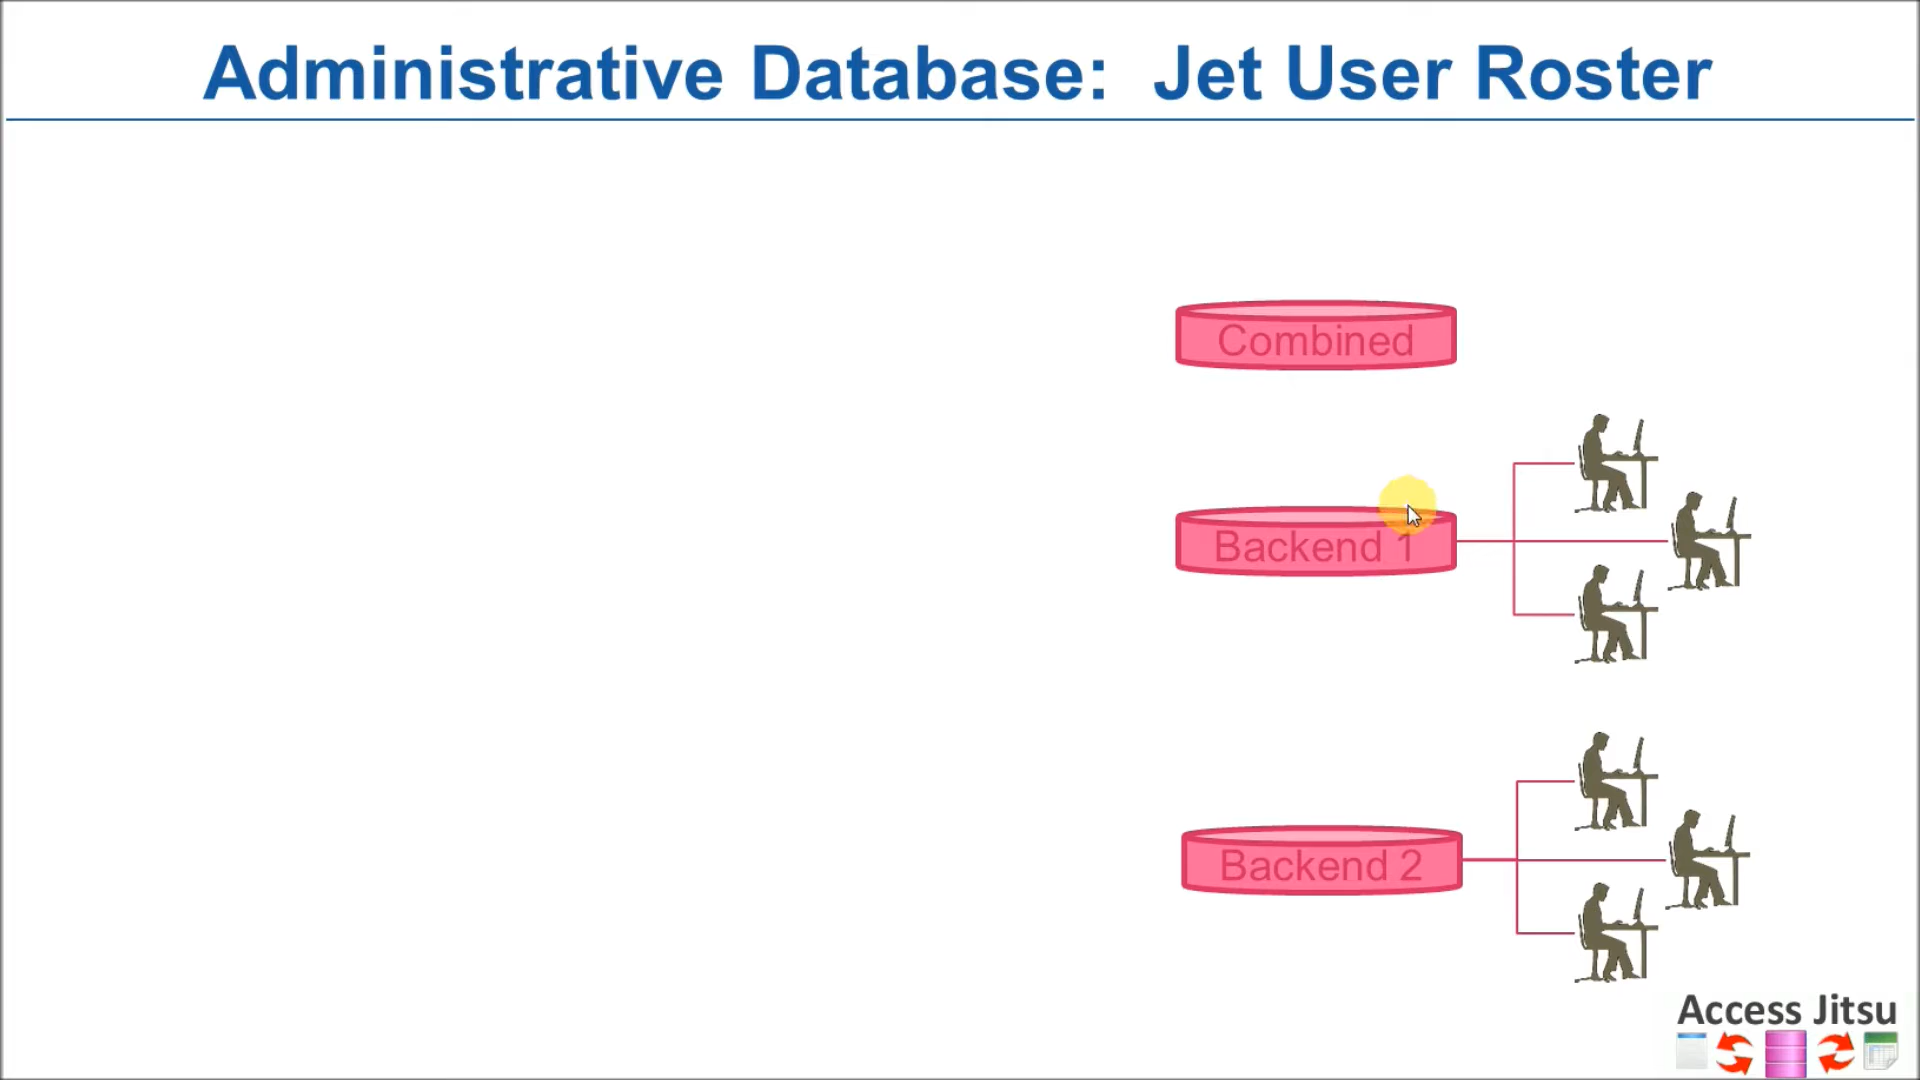 Administrative Database:  Jet User Roster
Combined
Backend 1
Backend 2
Access Jitsu